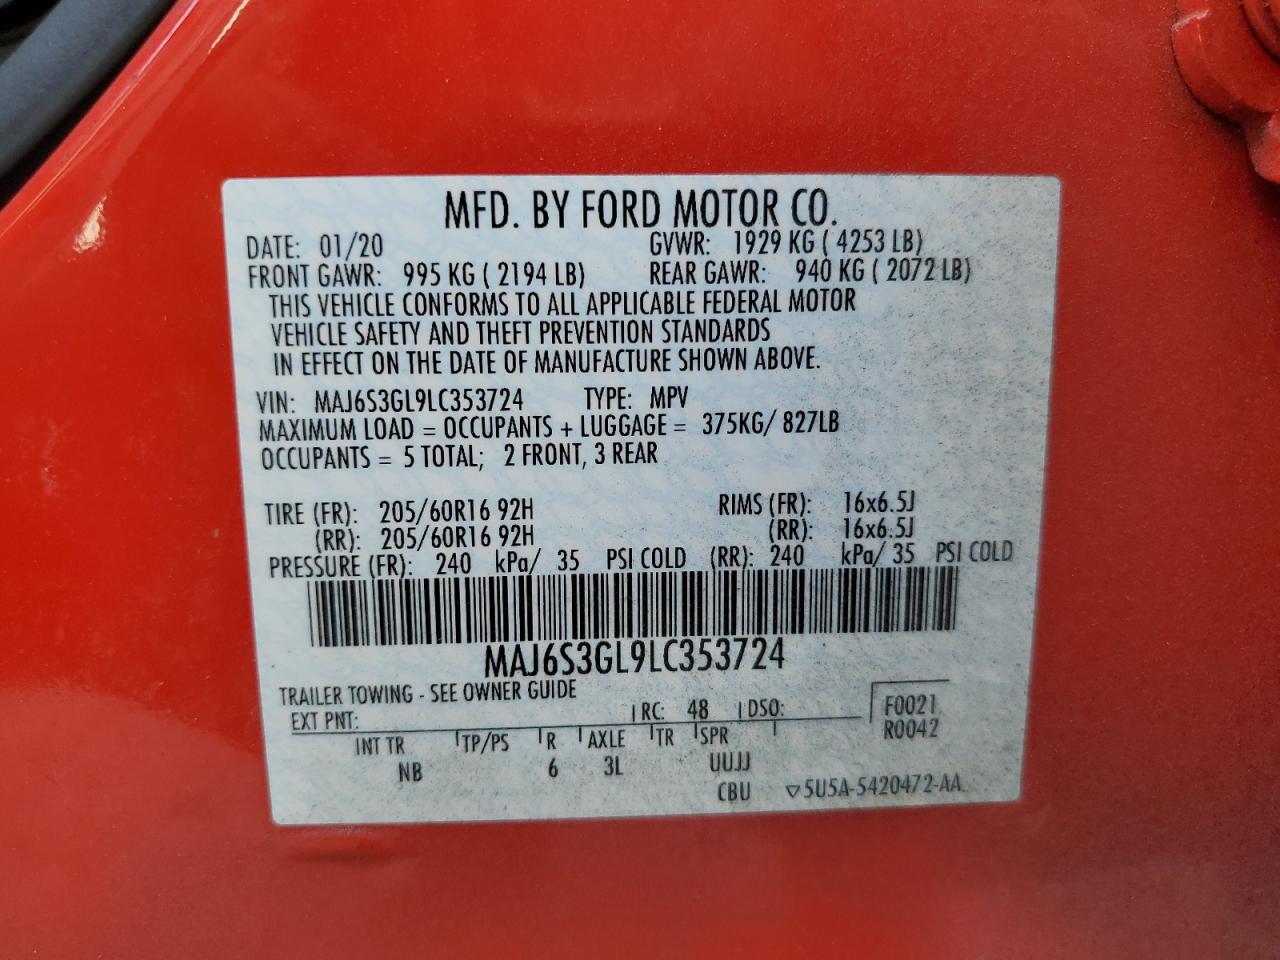 MFD. BY FORD MOTOR CO.
DATE: 01/20 GVWR: 1929 KG ( 4253 LB)
FRONT GAWR: 995 KG ( 2194 LB) REAR GAWR: 940 KG ( 2072 LB)
THIS VEHICLE CONFORMS TO ALL APPLICABLE FEDERAL MOTOR
VEHICLE SAFETY AND THEFT PREVENTION STANDARDS
IN EFFECT ON THE DATE OF MANUFACTURE SHOWN ABOVE.
VIN: MAJ6S3GL9LC353724 TYPE: MPV
MAXIMUM LOAD = OCCUPANTS + LUGGAGE = 375KG/ 827LB
OCCUPANTS = 5 TOTAL; 2 FRONT, 3 REAR
TIRE (FR): 205/60R16 92H RIMS (FR): 16x6.5J
(RR): 205/60R16 92H (RR): 16x6.5J
PRESSURE (FR): 240 kPa/ 35 PSI COLD (RR): 240 kPa/ 35 PSI COLD
MAJ6S3GL9LC353724
TRAILER TOWING - SEE OWNER GUIDE
EXT PNT: RC: 48 DSO: F0021
R0042
INT TR TP/PS R AXLE TR SPR
NB 6 3L UUJJ
CBU ▽5U5A-5420472-AA